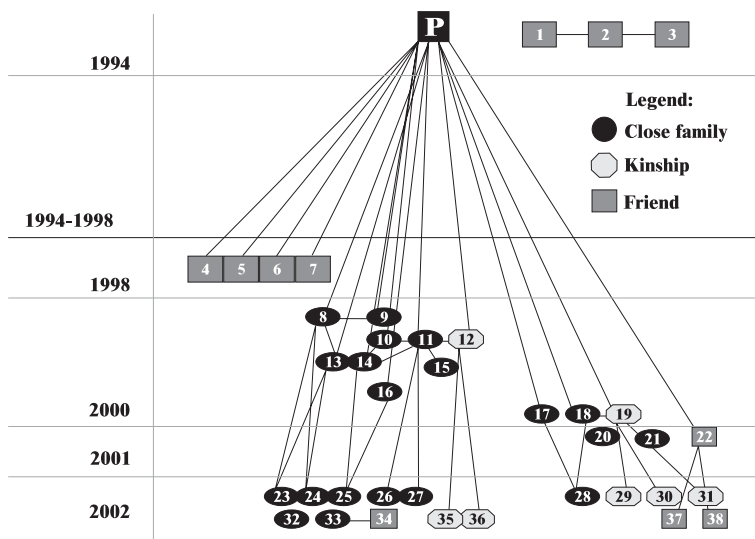 P
1 2 3
1994
Legend:
Close family
Kinship
Friend
1994-1998
4 5 6 7
1998
8 9
10 11 12
13 14 15
16
2000 17 18 19
20 21 22
2001
23 24 25 26 27 28 29 30 31
2002 32 33 34 35 36 37 38